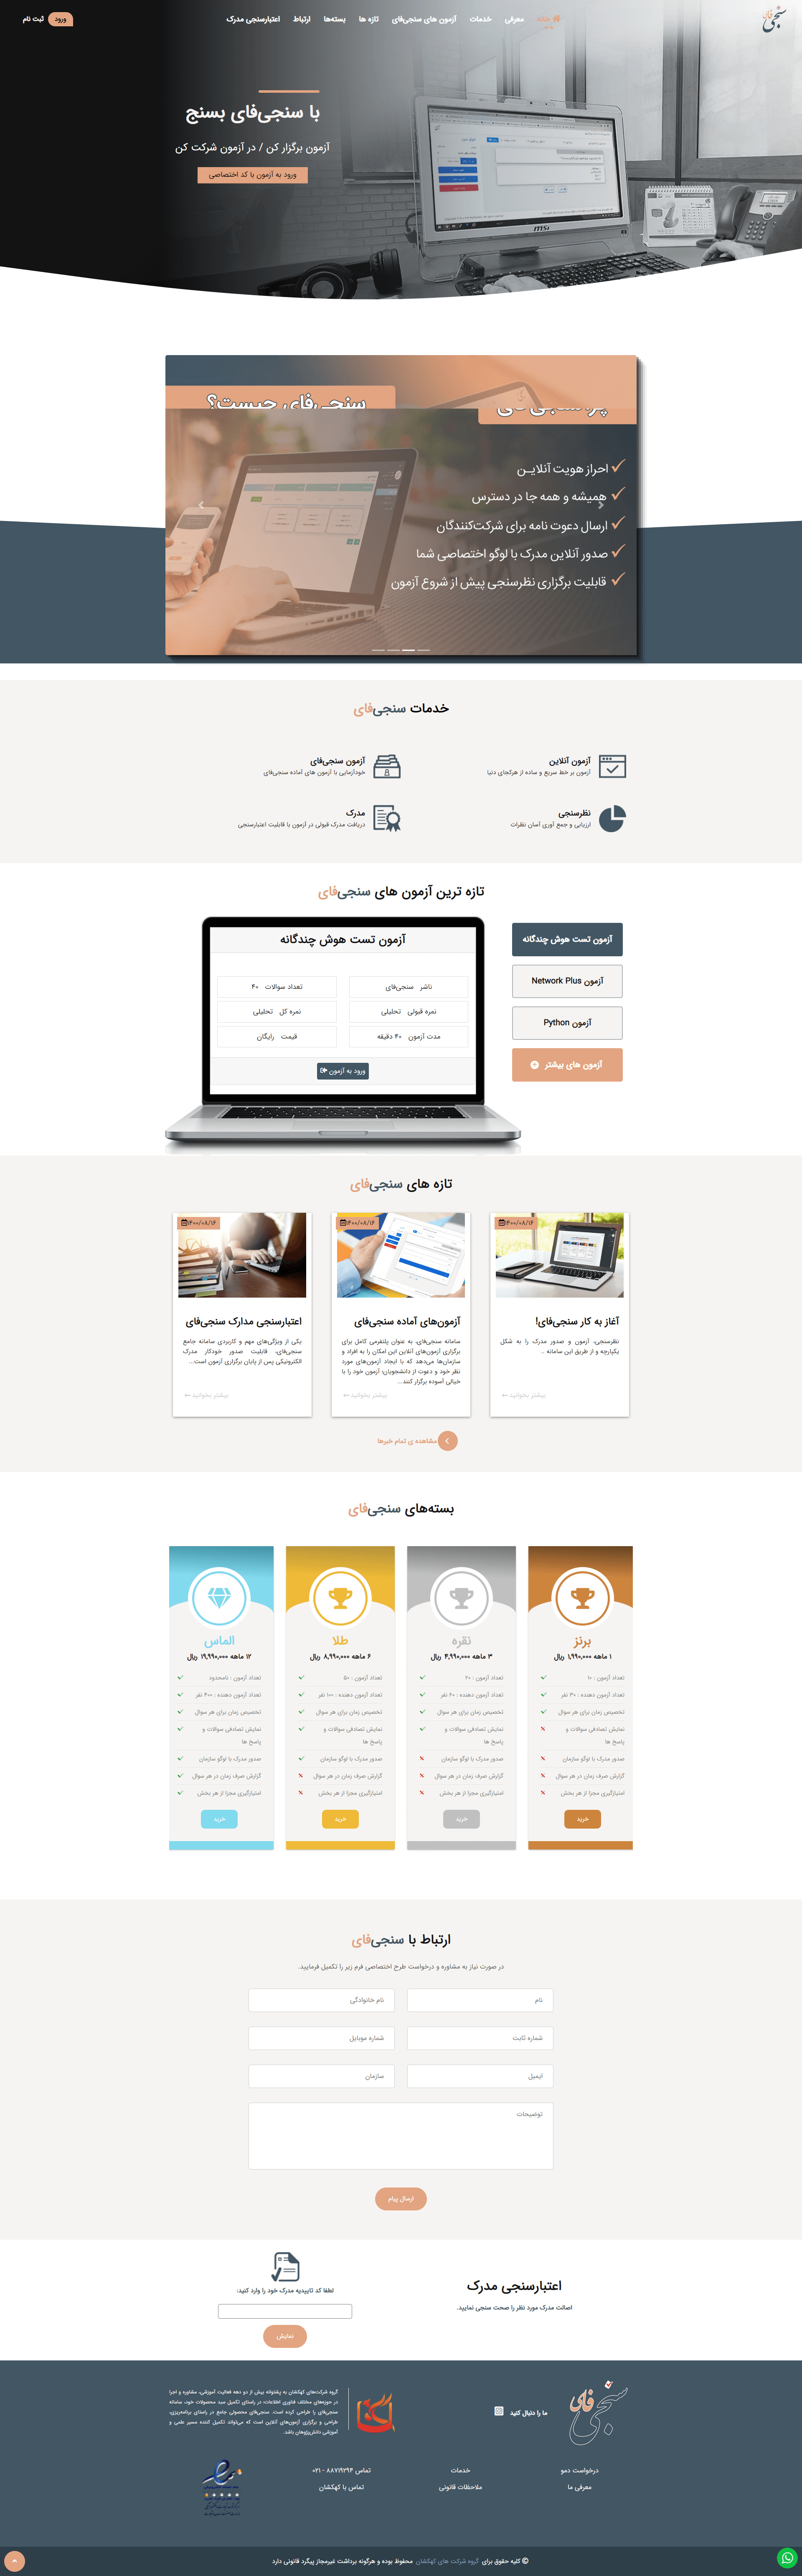 سنجی‌فای
خانه
معرفی
خدمات
آزمون های سنجی‌فای
تازه ها
بسته‌ها
ارتباط
اعتبارسنجی مدرک
ورود
ثبت نام
با سنجی‌فای بسنج
آزمون برگزار کن / در آزمون شرکت کن
ورود به آزمون با کد اختصاصی
msi
سنجی‌فای چیست؟
احراز هویت آنلاین
همیشه و همه جا در دسترس
ارسال دعوت نامه برای شرکت‌کنندگان
صدور آنلاین مدرک با لوگو اختصاصی شما
قابلیت برگزاری نظرسنجی پیش از شروع آزمون
خدمات سنجی‌فای
آزمون آنلاین
آزمون بر خط سریع و ساده از هرکجای دنیا
آزمون سنجی‌فای
خودآزمایی با آزمون های آماده سنجی‌فای
نظرسنجی
ارزیابی و جمع آوری آسان نظرات
مدرک
دریافت مدرک قبولی در آزمون با قابلیت اعتبارسنجی
تازه ترین آزمون های سنجی‌فای
آزمون تست هوش چندگانه
آزمون Network Plus
آزمون Python
آزمون های بیشتر
آزمون تست هوش چندگانه
ناشر سنجی‌فای
تعداد سوالات ۴۰
نمره قبولی تحلیلی
نمره کل تحلیلی
مدت آزمون ۴۰ دقیقه
قیمت رایگان
ورود به آزمون
تازه های سنجی‌فای
۱۴۰۰/۰۸/۱۶
آغاز به کار سنجی‌فای!
نظرسنجی، آزمون و صدور مدرک را به شکل
یکپارچه و از طریق این سامانه ..
بیشتر بخوانید
۱۴۰۰/۰۸/۱۶
آزمون‌های آماده سنجی‌فای
سامانه سنجی‌فای، به عنوان پلتفرمی کامل برای
برگزاری آزمون‌های آنلاین این امکان را به افراد و
سازمان‌ها می‌دهد که با ایجاد آزمون‌های مورد
نظر خود و دعوت از دانشجویان؛ آزمون خود را با
خیالی آسوده برگزار کنند...
بیشتر بخوانید
۱۴۰۰/۰۸/۱۶
اعتبارسنجی مدارک سنجی‌فای
یکی از ویژگی‌های مهم و کاربردی سامانه جامع
سنجی‌فای، قابلیت صدور خودکار مدرک
الکترونیکی پس از پایان برگزاری آزمون است...
بیشتر بخوانید
مشاهده ی تمام خبرها
بسته‌های سنجی‌فای
برنز
۱ ماهه ۱,۹۹۰,۰۰۰ ریال
تعداد آزمون : ۱۰
تعداد آزمون دهنده : ۳۰ نفر
تخصیص زمان برای هر سوال
نمایش تصادفی سوالات و
پاسخ ها
صدور مدرک با لوگو سازمان
گزارش صرف زمان در هر سوال
امتیازگیری مجزا از هر بخش
خرید
نقره
۳ ماهه ۴,۹۹۰,۰۰۰ ریال
تعداد آزمون : ۲۰
تعداد آزمون دهنده : ۶۰ نفر
تخصیص زمان برای هر سوال
نمایش تصادفی سوالات و
پاسخ ها
صدور مدرک با لوگو سازمان
گزارش صرف زمان در هر سوال
امتیازگیری مجزا از هر بخش
خرید
طلا
۶ ماهه ۸,۹۹۰,۰۰۰ ریال
تعداد آزمون : ۵۰
تعداد آزمون دهنده : ۱۰۰ نفر
تخصیص زمان برای هر سوال
نمایش تصادفی سوالات و
پاسخ ها
صدور مدرک با لوگو سازمان
گزارش صرف زمان در هر سوال
امتیازگیری مجزا از هر بخش
خرید
الماس
۱۲ ماهه ۱۹,۹۹۰,۰۰۰ ریال
تعداد آزمون : نامحدود
تعداد آزمون دهنده : ۴۰۰ نفر
تخصیص زمان برای هر سوال
نمایش تصادفی سوالات و
پاسخ ها
صدور مدرک با لوگو سازمان
گزارش صرف زمان در هر سوال
امتیازگیری مجزا از هر بخش
خرید
ارتباط با سنجی‌فای
در صورت نیاز به مشاوره و درخواست طرح اختصاصی فرم زیر را تکمیل فرمایید.
نام
نام خانوادگی
شماره ثابت
شماره موبایل
ایمیل
سازمان
توضیحات
ارسال پیام
اعتبارسنجی مدرک
اصالت مدرک مورد نظر را صحت سنجی نمایید.
لطفا کد تاییدیه مدرک خود را وارد کنید:
نمایش
سنجی‌فای
ما را دنبال کنید
گروه شرکت‌های کهکشان به پشتوانه بیش از دو دهه فعالیت آموزشی، مشاوره و اجرا
در حوزه‌های مختلف فناوری اطلاعات؛ در راستای تکمیل سبد محصولات خود، سامانه
سنجی‌فای را طراحی کرده است. سنجی‌فای محصولی جامع در راستای برنامه‌ریزی،
طراحی و برگزاری آزمون‌های آنلاین است که می‌تواند تکمیل کننده مسیر علمی و
آموزشی دانش‌پژوهان باشد.
درخواست دمو
خدمات
تماس ۸۸۷۱۹۲۹۴ - ۰۲۱
معرفی ما
ملاحظات قانونی
تماس با کهکشان
© کلیه حقوق برای گروه شرکت های کهکشان محفوظ بوده و هرگونه برداشت غیرمجاز پیگرد قانونی دارد